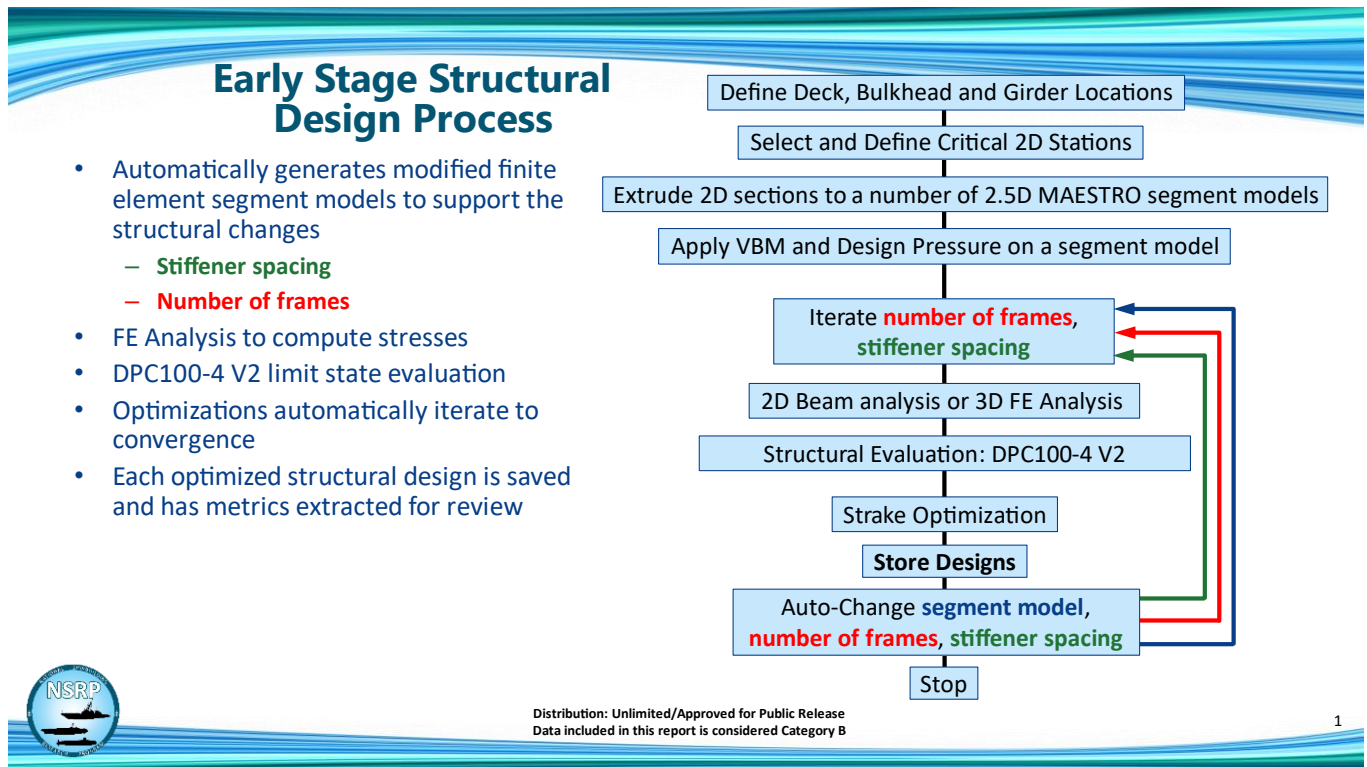 Early Stage Structural
Design Process
• Automatically generates modified finite
element segment models to support the
structural changes
– Stiffener spacing
– Number of frames
• FE Analysis to compute stresses
• DPC100-4 V2 limit state evaluation
• Optimizations automatically iterate to
convergence
• Each optimized structural design is saved
and has metrics extracted for review
Define Deck, Bulkhead and Girder Locations
Select and Define Critical 2D Stations
Extrude 2D sections to a number of 2.5D MAESTRO segment models
Apply VBM and Design Pressure on a segment model
Iterate number of frames,
stiffener spacing
2D Beam analysis or 3D FE Analysis
Structural Evaluation: DPC100-4 V2
Strake Optimization
Store Designs
Auto-Change segment model,
number of frames, stiffener spacing
Stop
NSRP
Distribution: Unlimited/Approved for Public Release
Data included in this report is considered Category B
1